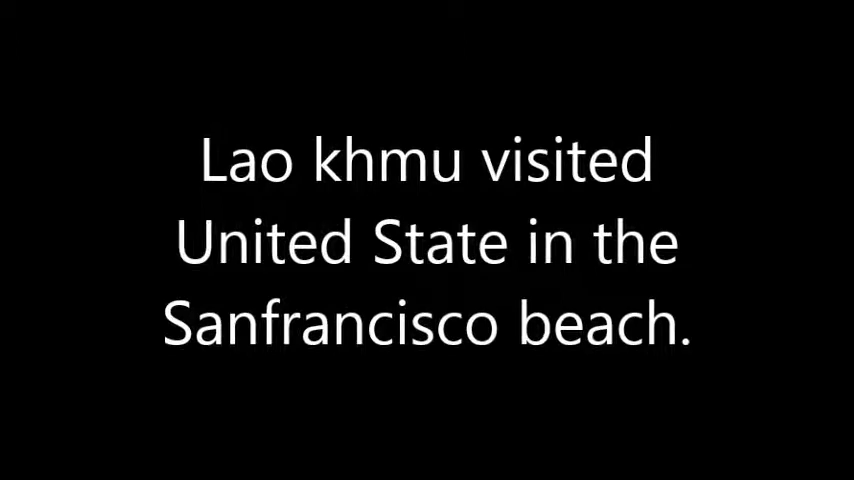 Lao khmu visited
United State in the
Sanfrancisco beach.